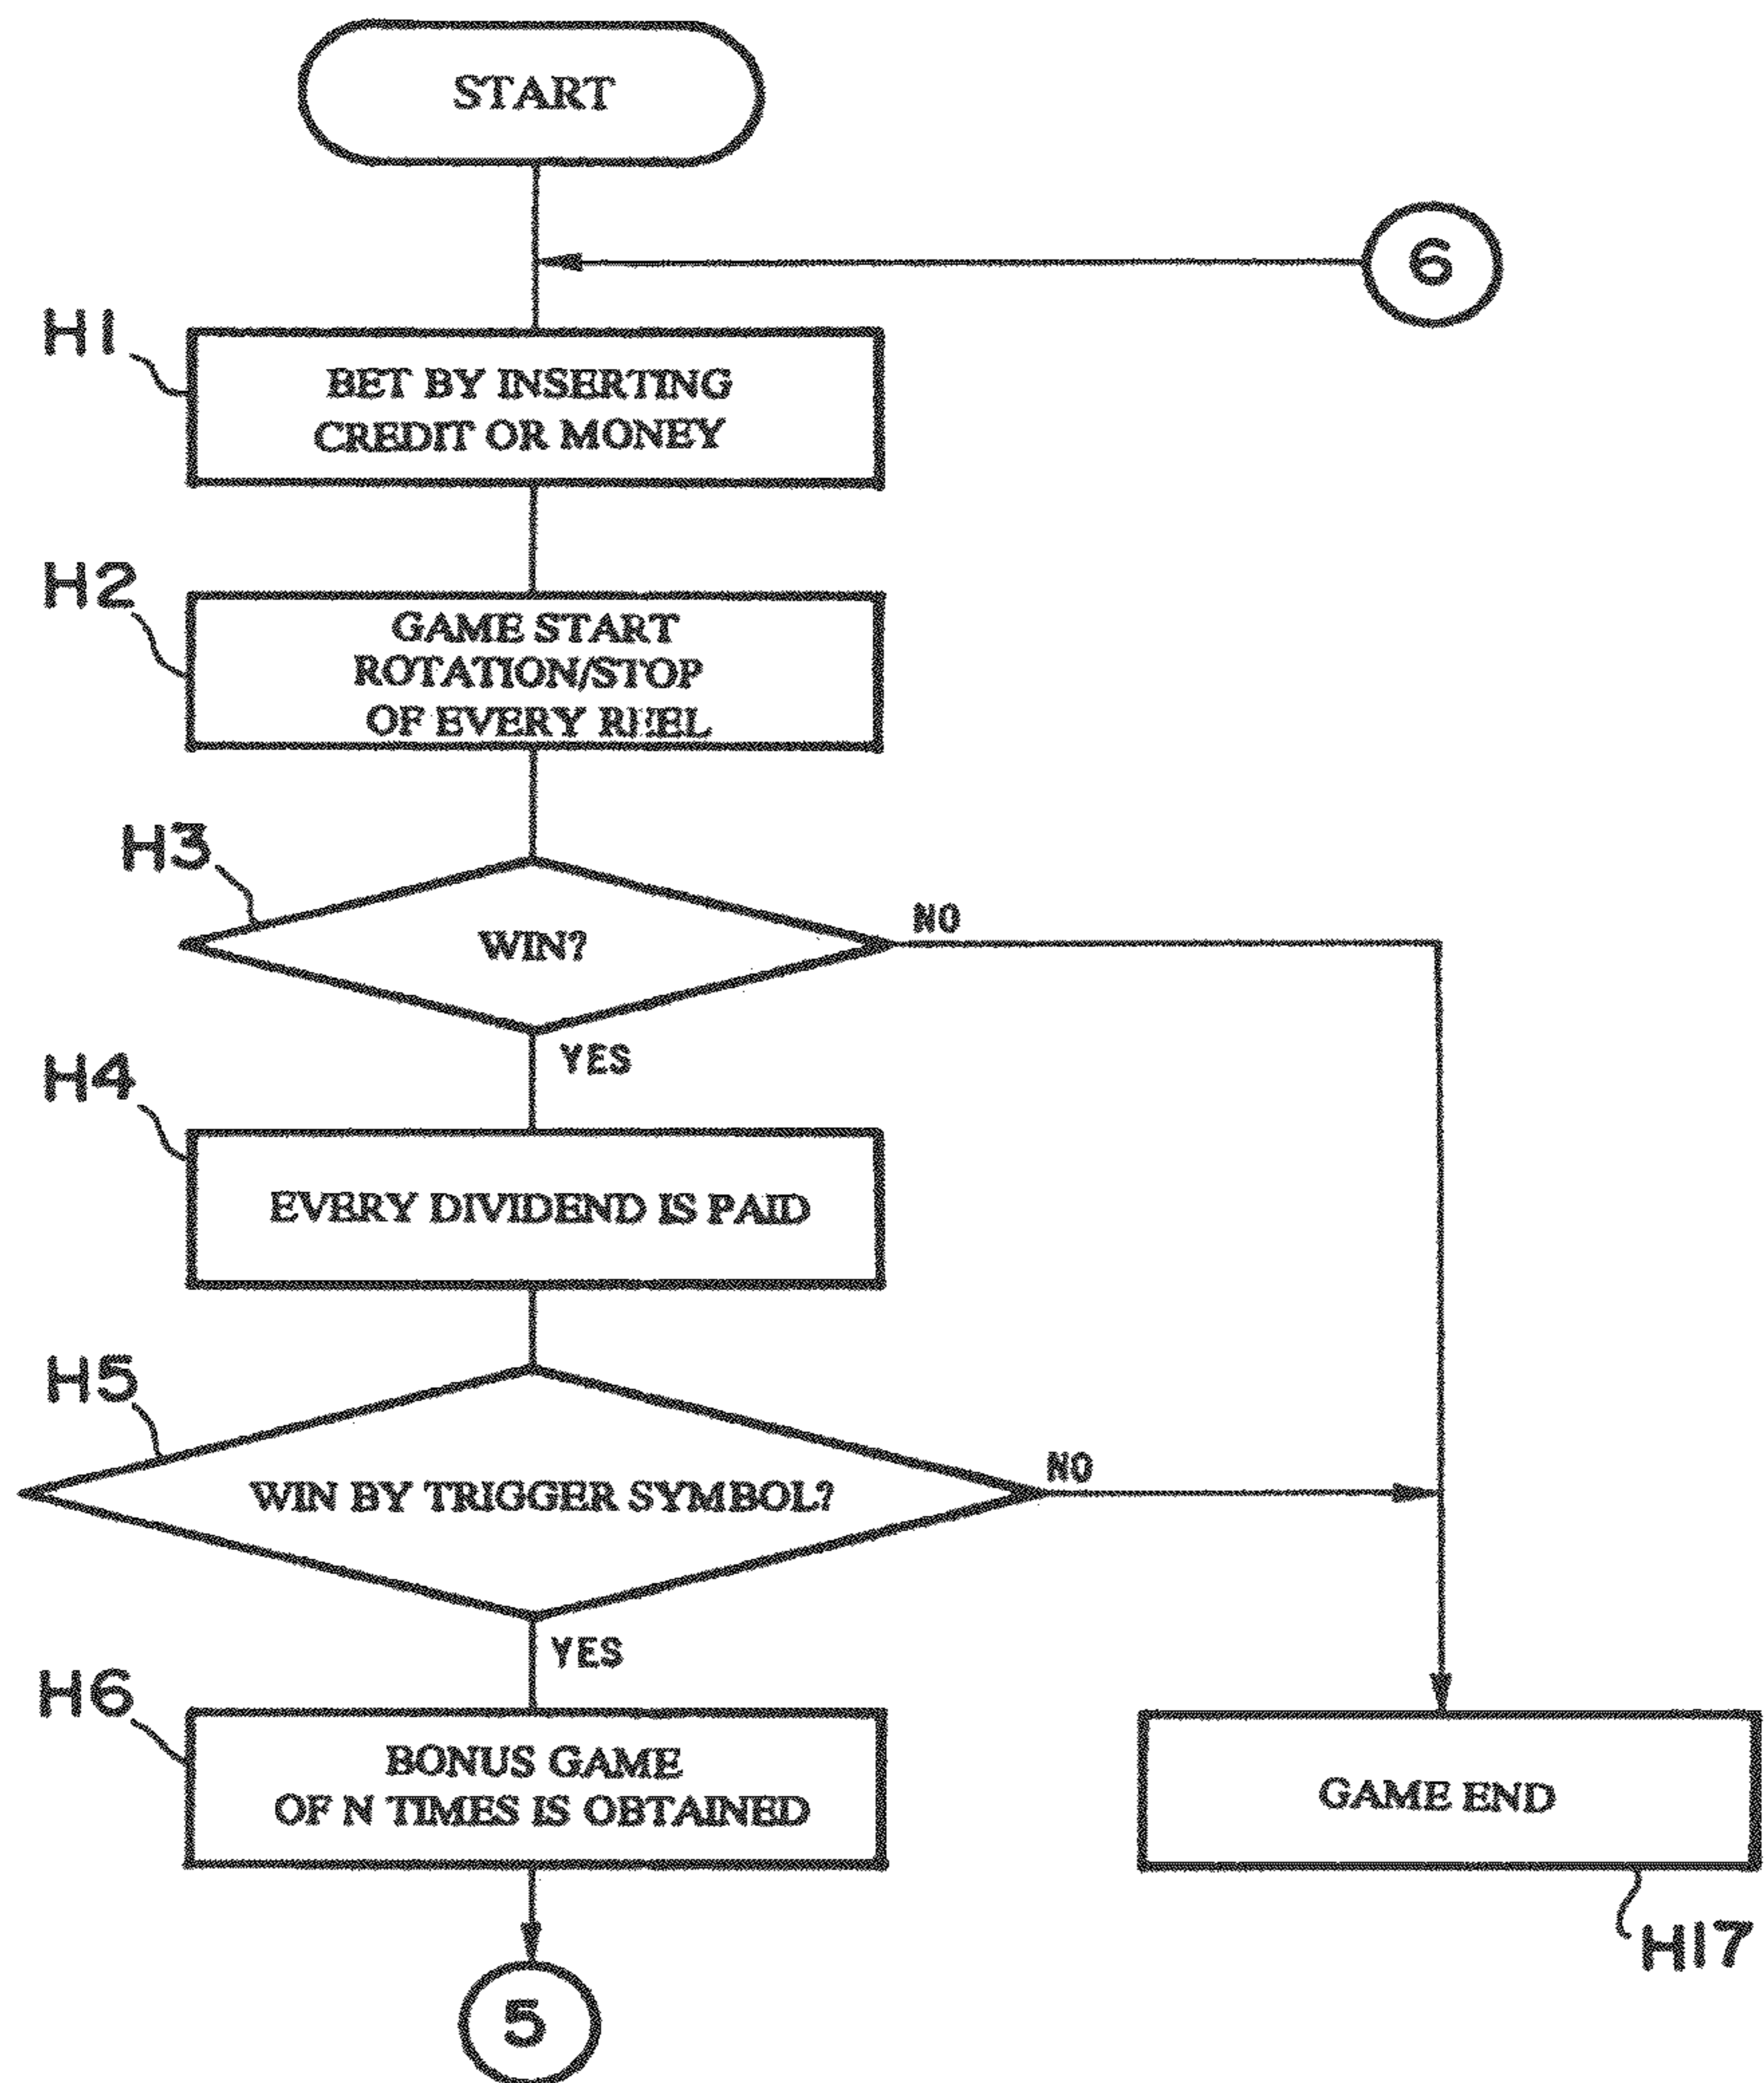 START
6
H1
BET BY INSERTING
CREDIT OR MONEY
H2
GAME START
ROTATION/STOP
OF EVERY REEL
H3
WIN?
NO
YES
H4
EVERY DIVIDEND IS PAID
H5
WIN BY TRIGGER SYMBOL?
NO
YES
H6
BONUS GAME
OF N TIMES IS OBTAINED
GAME END
H17
5